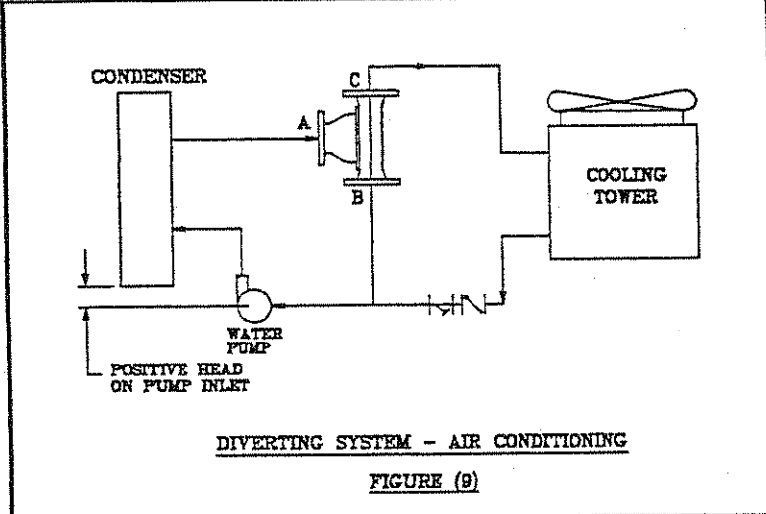 CONDENSER
C
A
B
COOLING
TOWER
WATER
PUMP
POSITIVE HEAD
ON PUMP INLET
DIVERTING SYSTEM - AIR CONDITIONING
FIGURE (9)